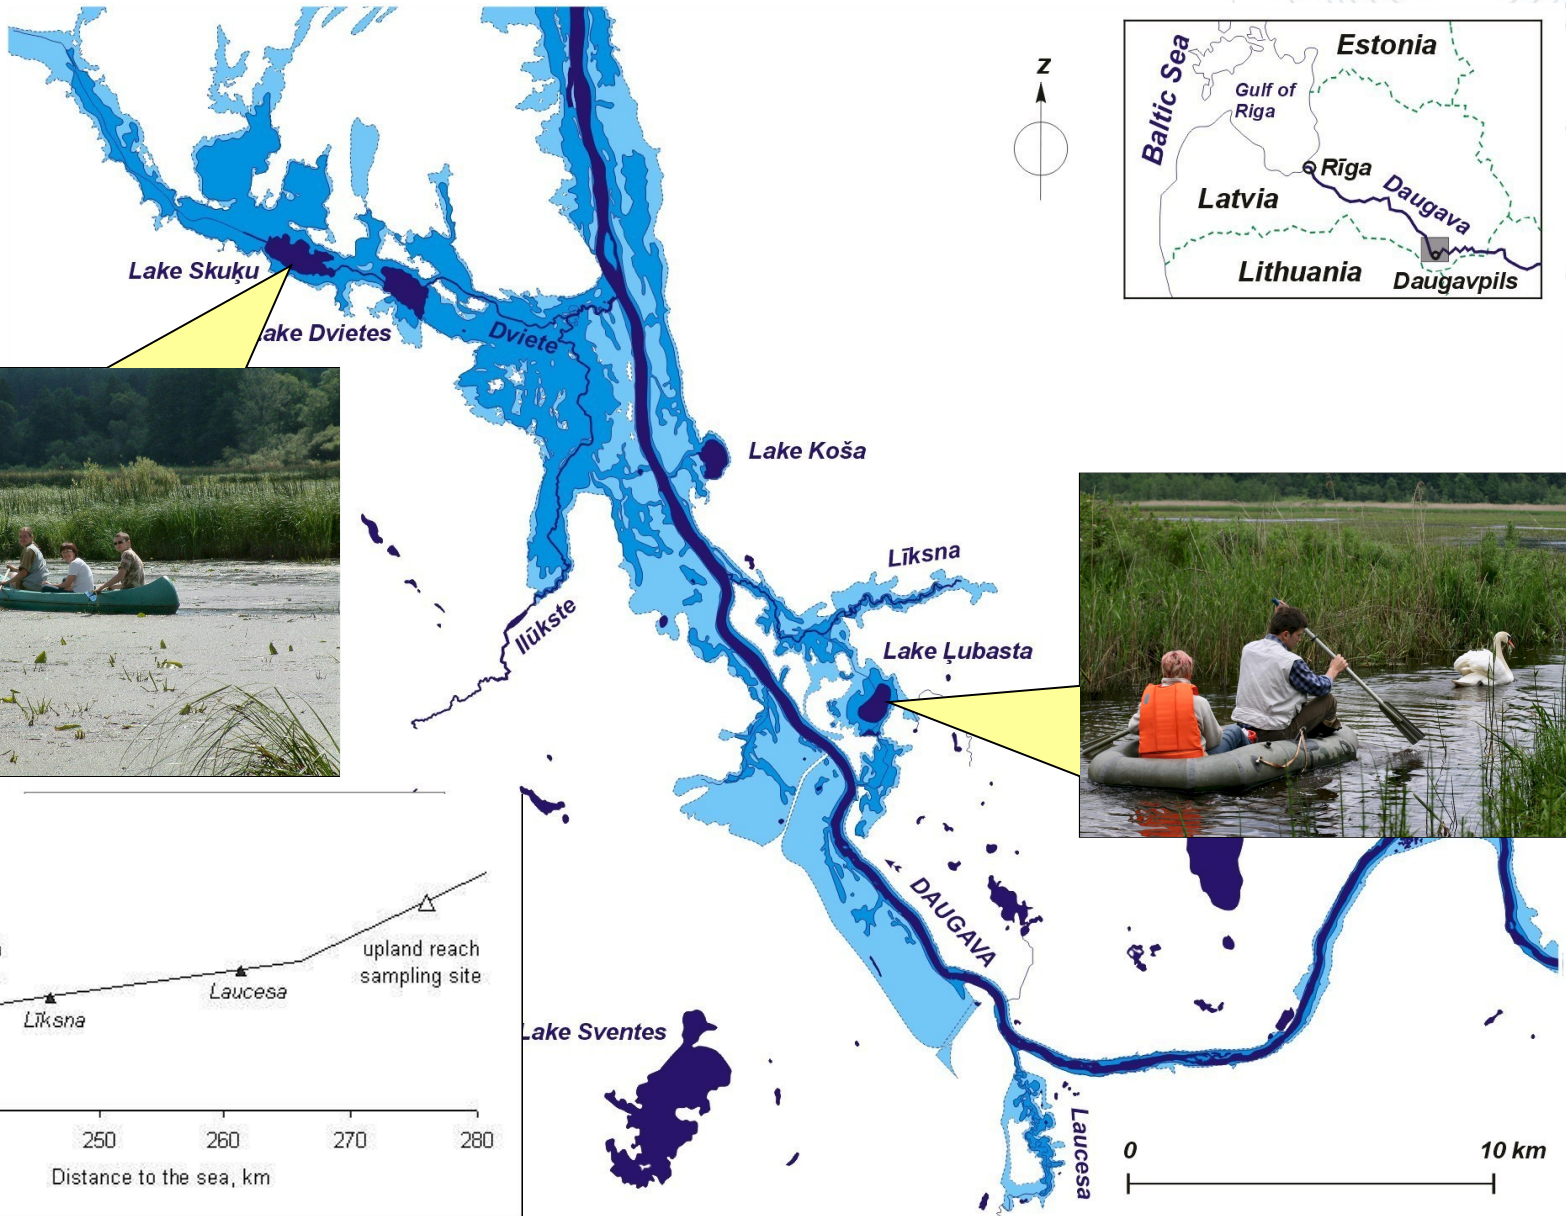 Z
Baltic Sea
Estonia
Gulf of
Riga
Rīga
Latvia
Daugava
Lithuania
Daugavpils
Lake Skuķu
ake Dvietes
Dviete
Lake Koša
Līksna
Ilūkste
Lake Ļubasta
DAUGAVA
upland reach
sampling site
Laucesa
Līksna
Lake Sventes
Laucesa
250 260 270 280
Distance to the sea, km
0 10 km